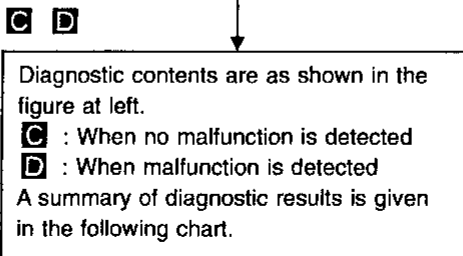 C D
Diagnostic contents are as shown in the
figure at left.
C : When no malfunction is detected
D : When malfunction is detected
A summary of diagnostic results is given
in the following chart.